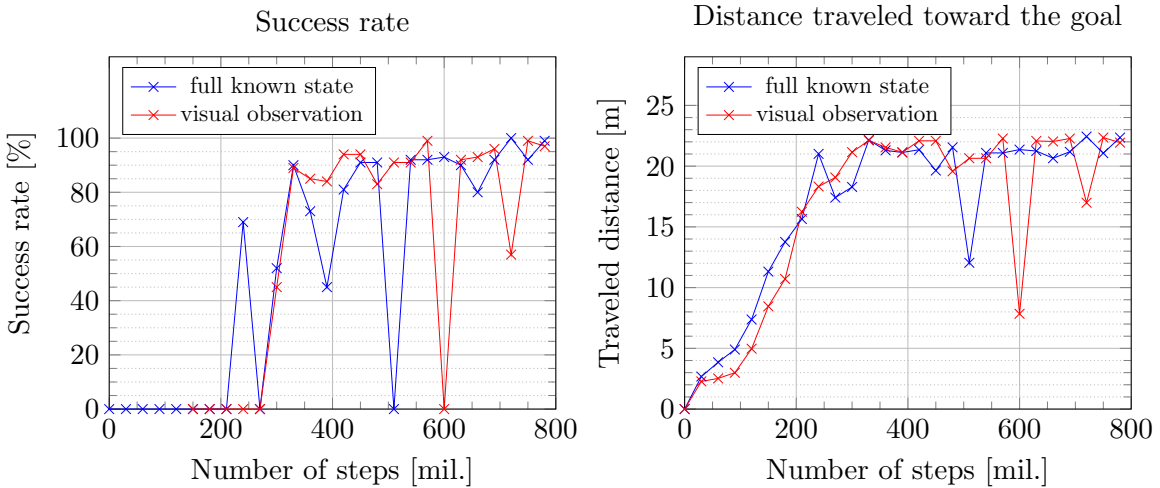 Success rate
full known state
visual observation
Success rate [%]
100
80
60
40
20
0
0 200 400 600 800
Number of steps [mil.]
Distance traveled toward the goal
full known state
visual observation
Traveled distance [m]
25
20
15
10
5
0
0 200 400 600 800
Number of steps [mil.]